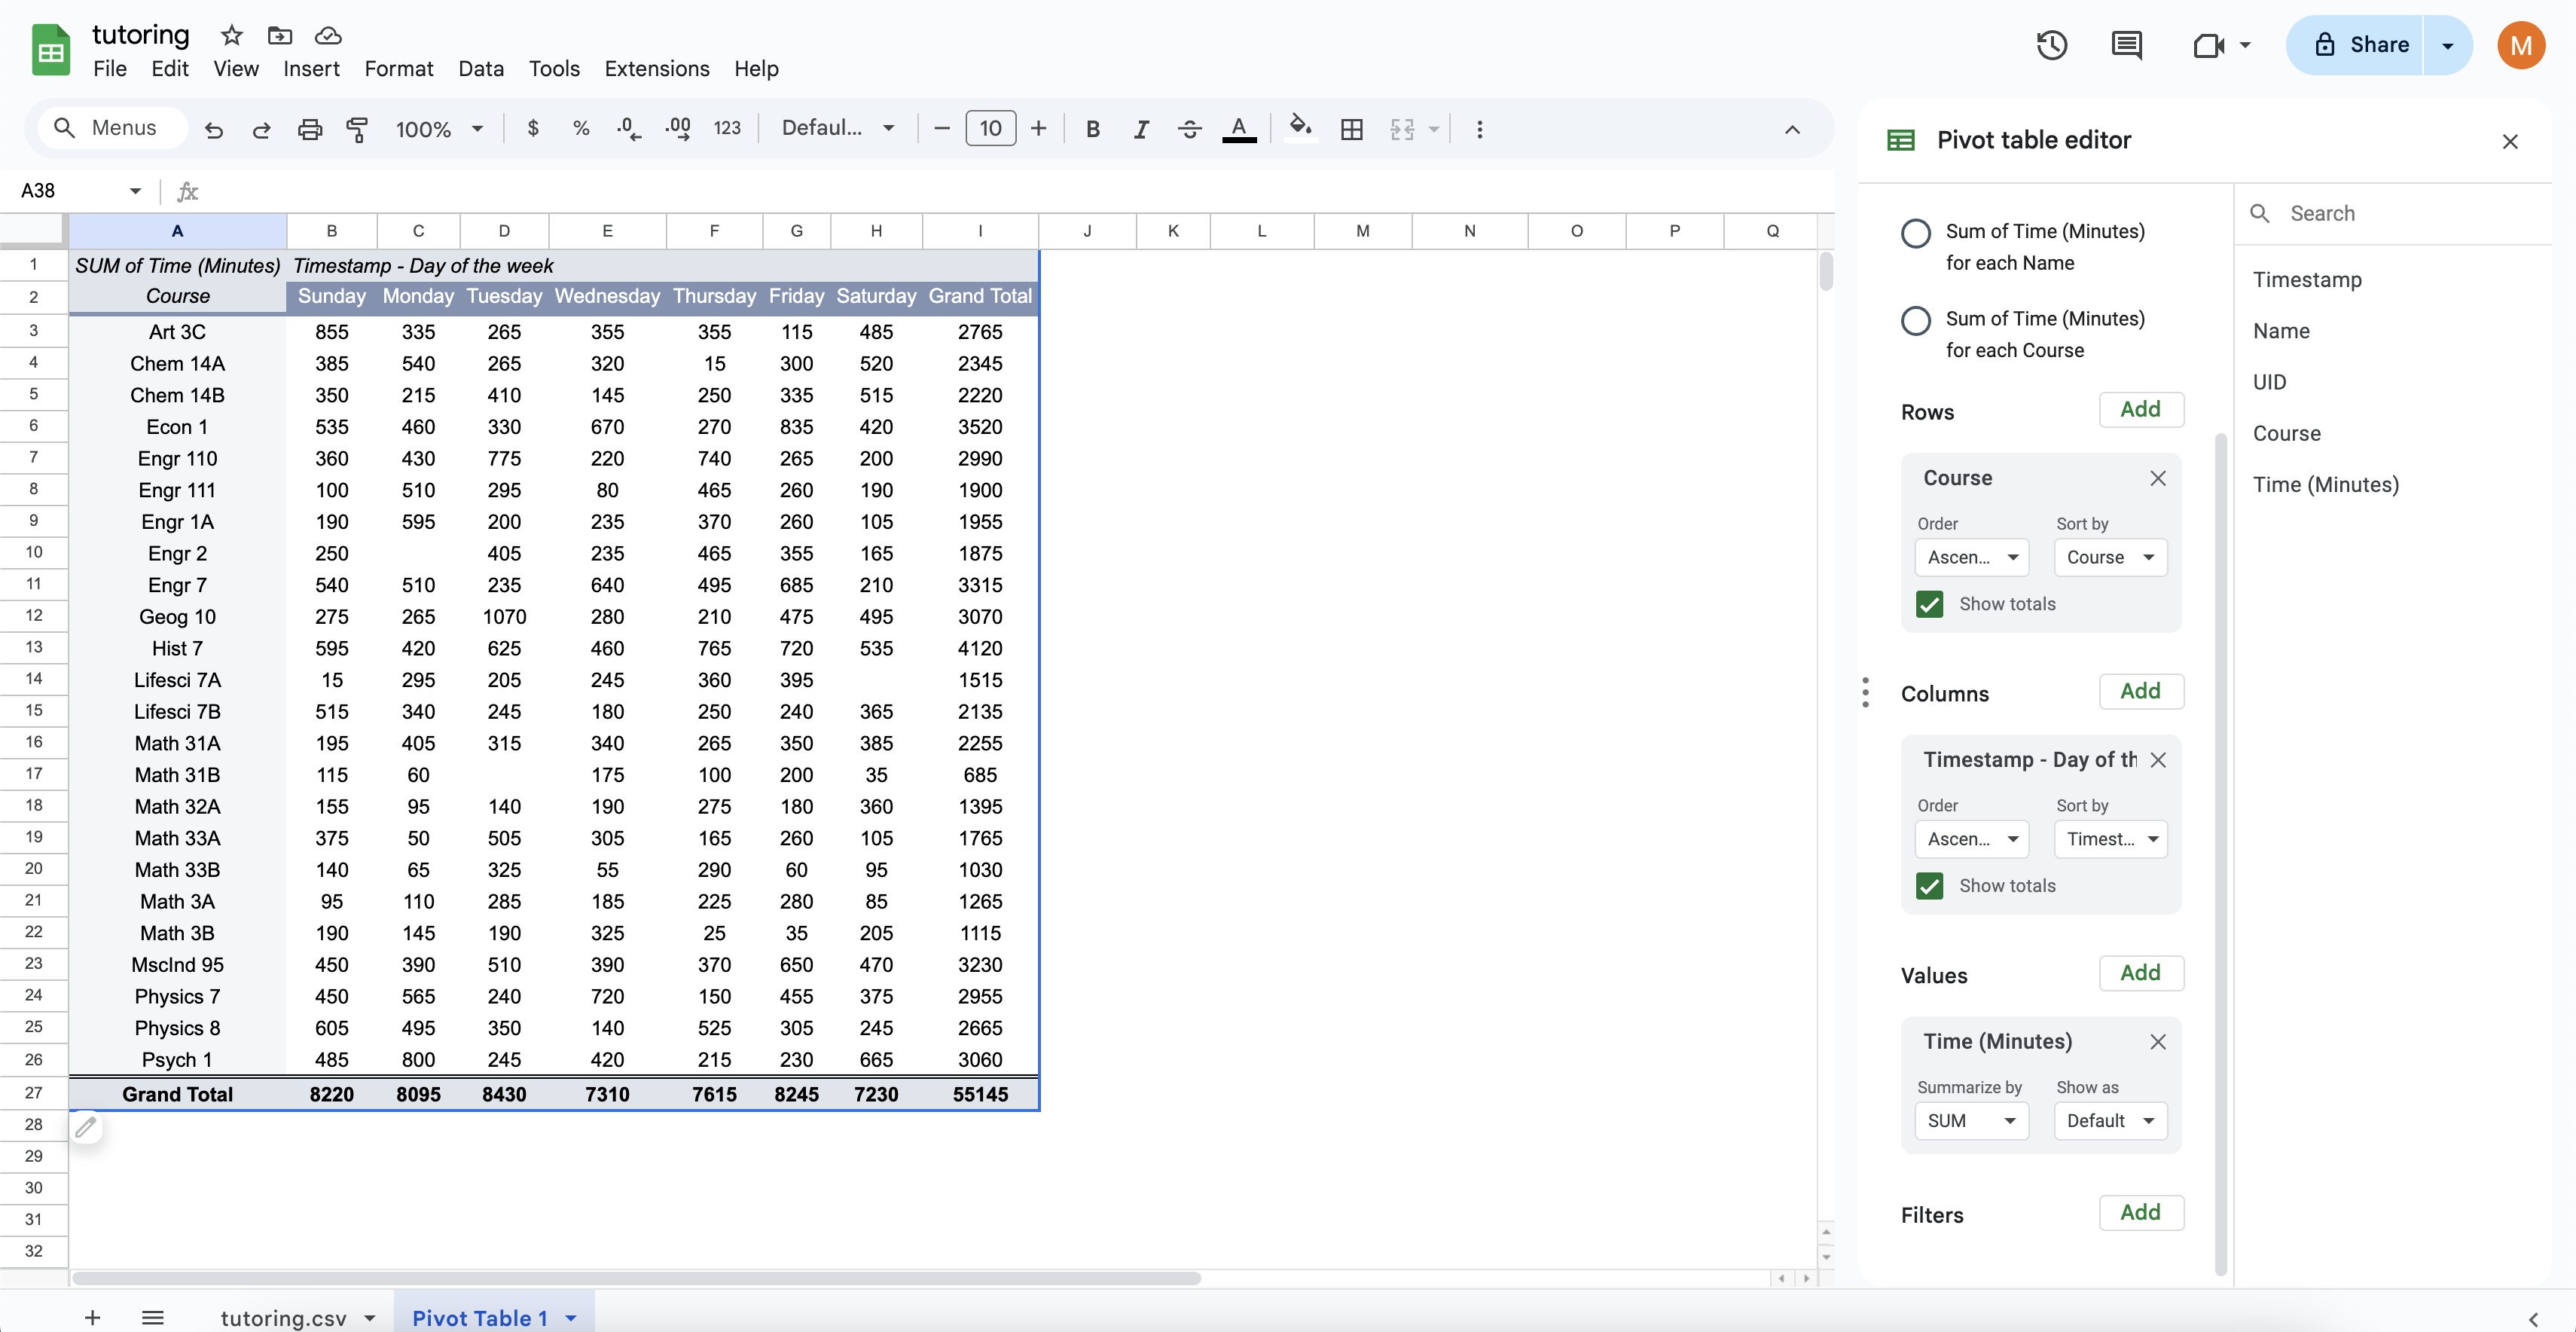 tutoring
File Edit View Insert Format Data Tools Extensions Help
Share
M
Menus 100% $ % .0 .00 123 Defaul... 10 B I A
A38 fx
A B C D E F G H I J K L M N O P Q
1 SUM of Time (Minutes) Timestamp - Day of the week
2 Course Sunday Monday Tuesday Wednesday Thursday Friday Saturday Grand Total
3 Art 3C 855 335 265 355 355 115 485 2765
4 Chem 14A 385 540 265 320 15 300 520 2345
5 Chem 14B 350 215 410 145 250 335 515 2220
6 Econ 1 535 460 330 670 270 835 420 3520
7 Engr 110 360 430 775 220 740 265 200 2990
8 Engr 111 100 510 295 80 465 260 190 1900
9 Engr 1A 190 595 200 235 370 260 105 1955
10 Engr 2 250 405 235 465 355 165 1875
11 Engr 7 540 510 235 640 495 685 210 3315
12 Geog 10 275 265 1070 280 210 475 495 3070
13 Hist 7 595 420 625 460 765 720 535 4120
14 Lifesci 7A 15 295 205 245 360 395 1515
15 Lifesci 7B 515 340 245 180 250 240 365 2135
16 Math 31A 195 405 315 340 265 350 385 2255
17 Math 31B 115 60 175 100 200 35 685
18 Math 32A 155 95 140 190 275 180 360 1395
19 Math 33A 375 50 505 305 165 260 105 1765
20 Math 33B 140 65 325 55 290 60 95 1030
21 Math 3A 95 110 285 185 225 280 85 1265
22 Math 3B 190 145 190 325 25 35 205 1115
23 MscInd 95 450 390 510 390 370 650 470 3230
24 Physics 7 450 565 240 720 150 455 375 2955
25 Physics 8 605 495 350 140 525 305 245 2665
26 Psych 1 485 800 245 420 215 230 665 3060
27 Grand Total 8220 8095 8430 7310 7615 8245 7230 55145
28
29
30
31
32
tutoring.csv Pivot Table 1
Pivot table editor
Sum of Time (Minutes)
for each Name
Sum of Time (Minutes)
for each Course
Rows Add
Course
Order Sort by
Ascen... Course
Show totals
Columns Add
Timestamp - Day of th
Order Sort by
Ascen... Timest...
Show totals
Values Add
Time (Minutes)
Summarize by Show as
SUM Default
Filters Add
Search
Timestamp
Name
UID
Course
Time (Minutes)